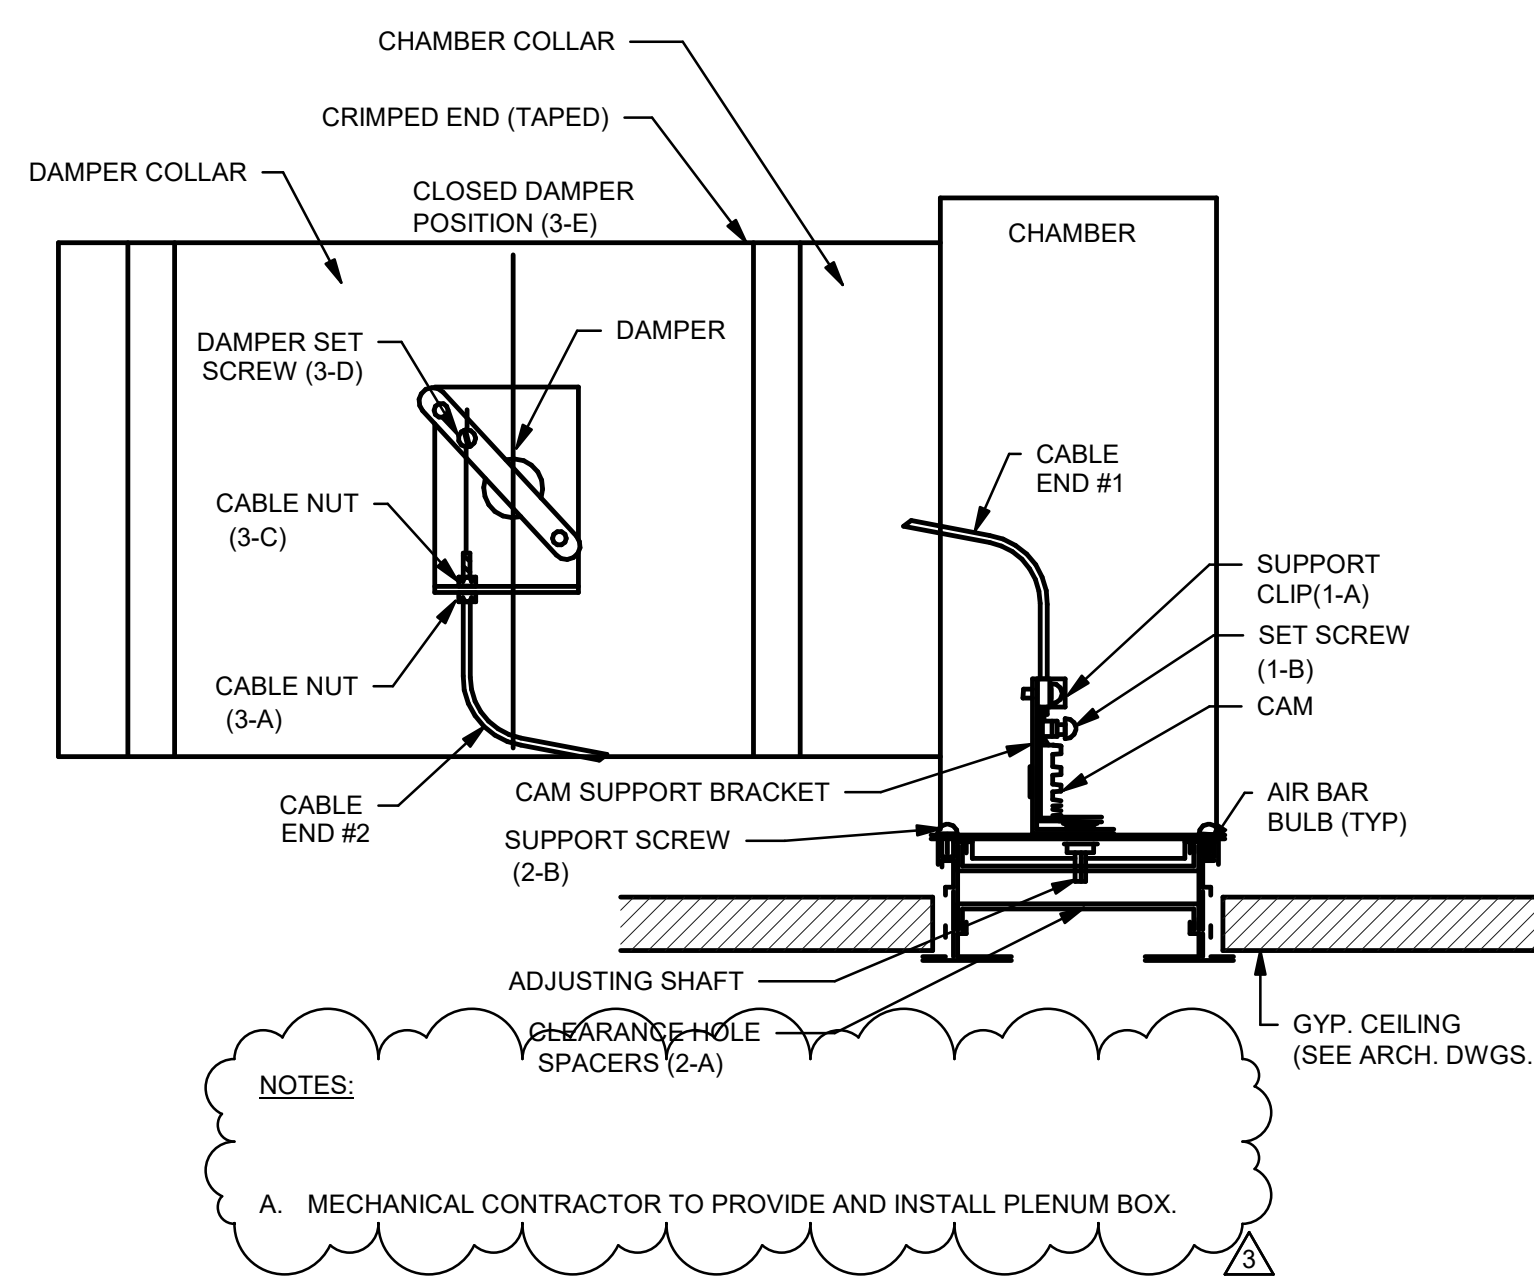 CHAMBER COLLAR
CRIMPED END (TAPED)
DAMPER COLLAR
CLOSED DAMPER
POSITION (3-E)
CHAMBER
DAMPER SET
SCREW (3-D)
DAMPER
CABLE
END #1
CABLE NUT
(3-C)
SUPPORT
CLIP(1-A)
SET SCREW
(1-B)
CABLE NUT
(3-A)
CAM
CAM SUPPORT BRACKET
CABLE
END #2
AIR BAR
BULB (TYP)
SUPPORT SCREW
(2-B)
ADJUSTING SHAFT
CLEARANCE HOLE
SPACERS (2-A)
GYP. CEILING
(SEE ARCH. DWGS.
NOTES:
A. MECHANICAL CONTRACTOR TO PROVIDE AND INSTALL PLENUM BOX.
3